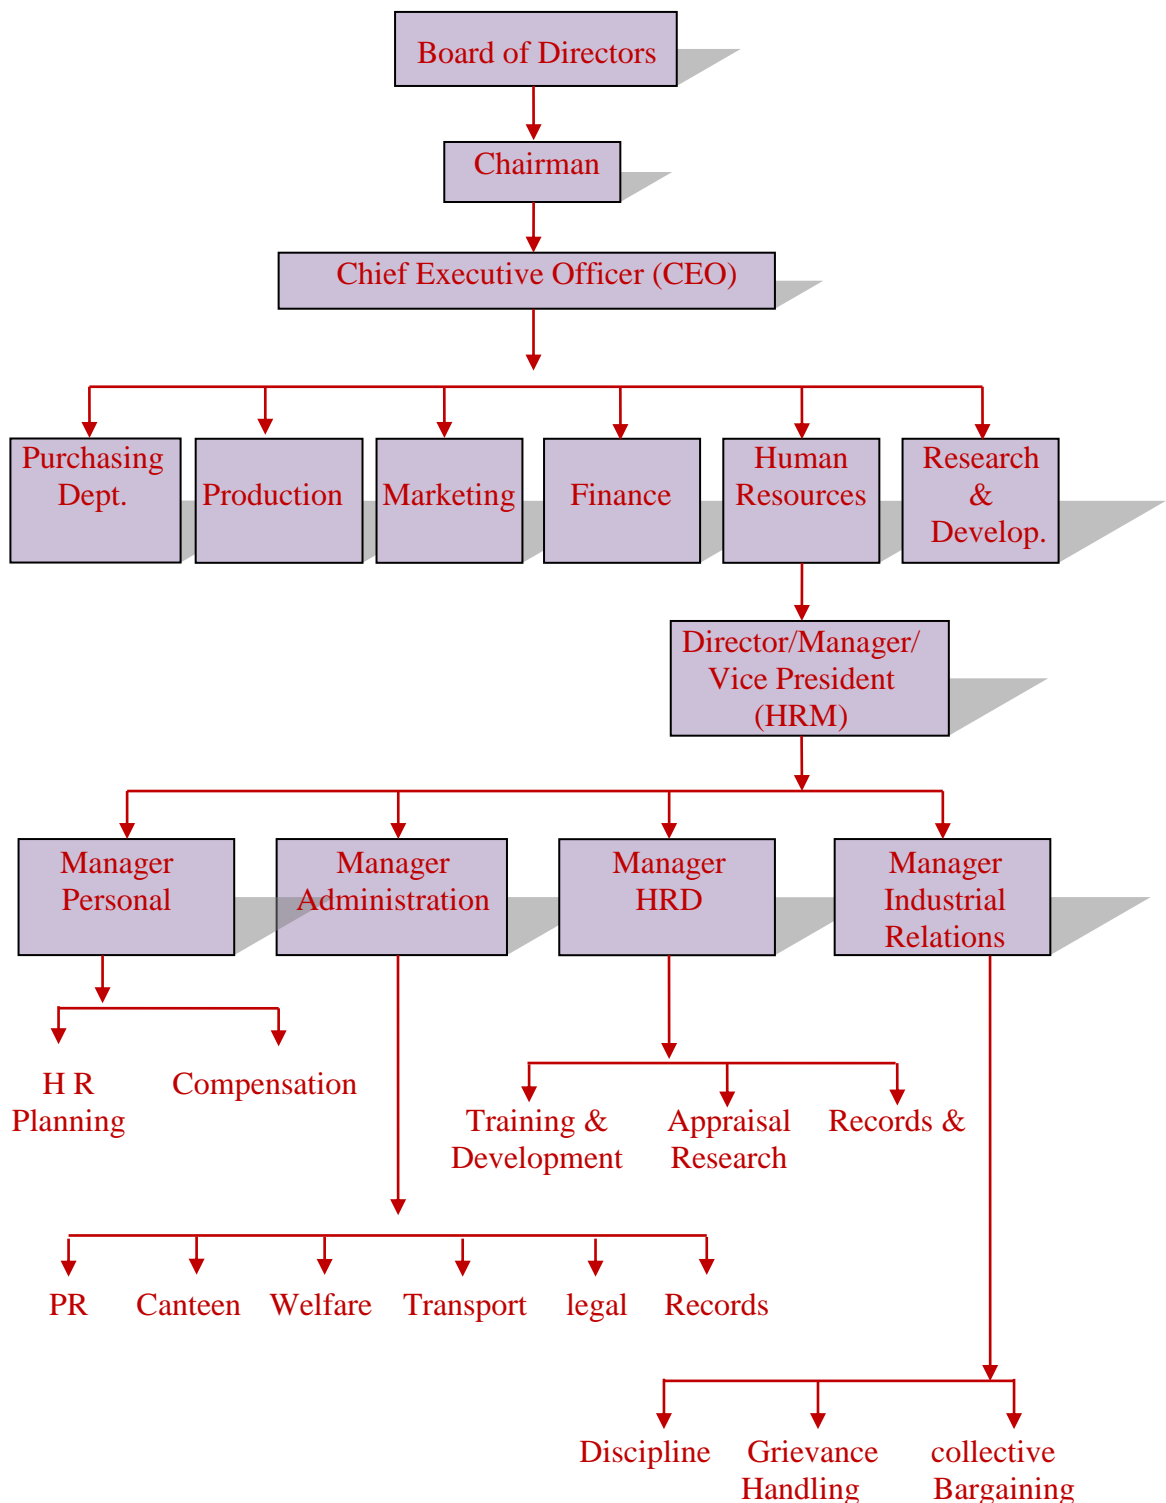 Board of Directors
Chairman
Chief Executive Officer (CEO)
Purchasing
Dept.
Production
Marketing
Finance
Human
Resources
Research
&
Develop.
Director/Manager/
Vice President
(HRM)
Manager
Personal
Manager
Administration
Manager
HRD
Manager
Industrial
Relations
H R
Planning
Compensation
Training &
Development
Appraisal
Research
Records &
PR
Canteen
Welfare
Transport
legal
Records
Discipline
Grievance
Handling
collective
Bargaining